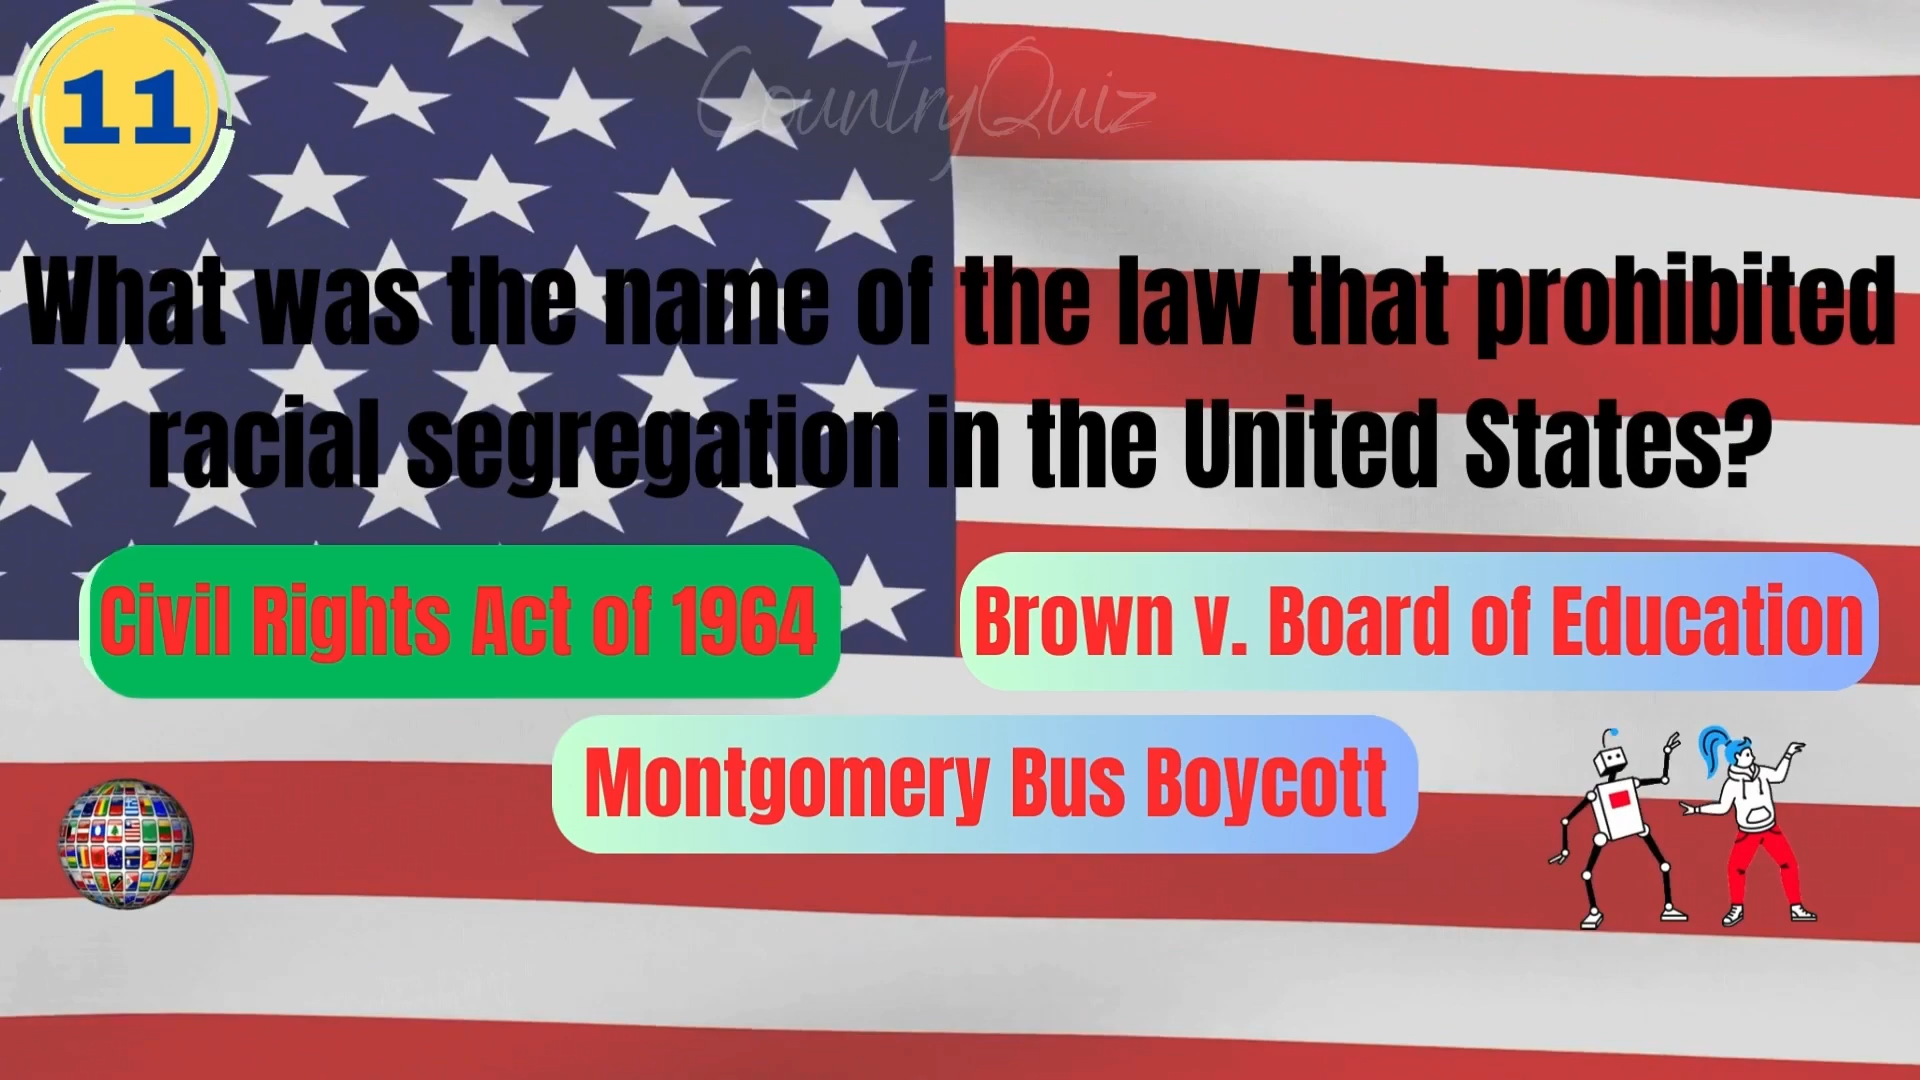 11
CountryQuiz
What was the name of the law that prohibited
racial segregation in the United States?
Civil Rights Act of 1964
Brown v. Board of Education
Montgomery Bus Boycott